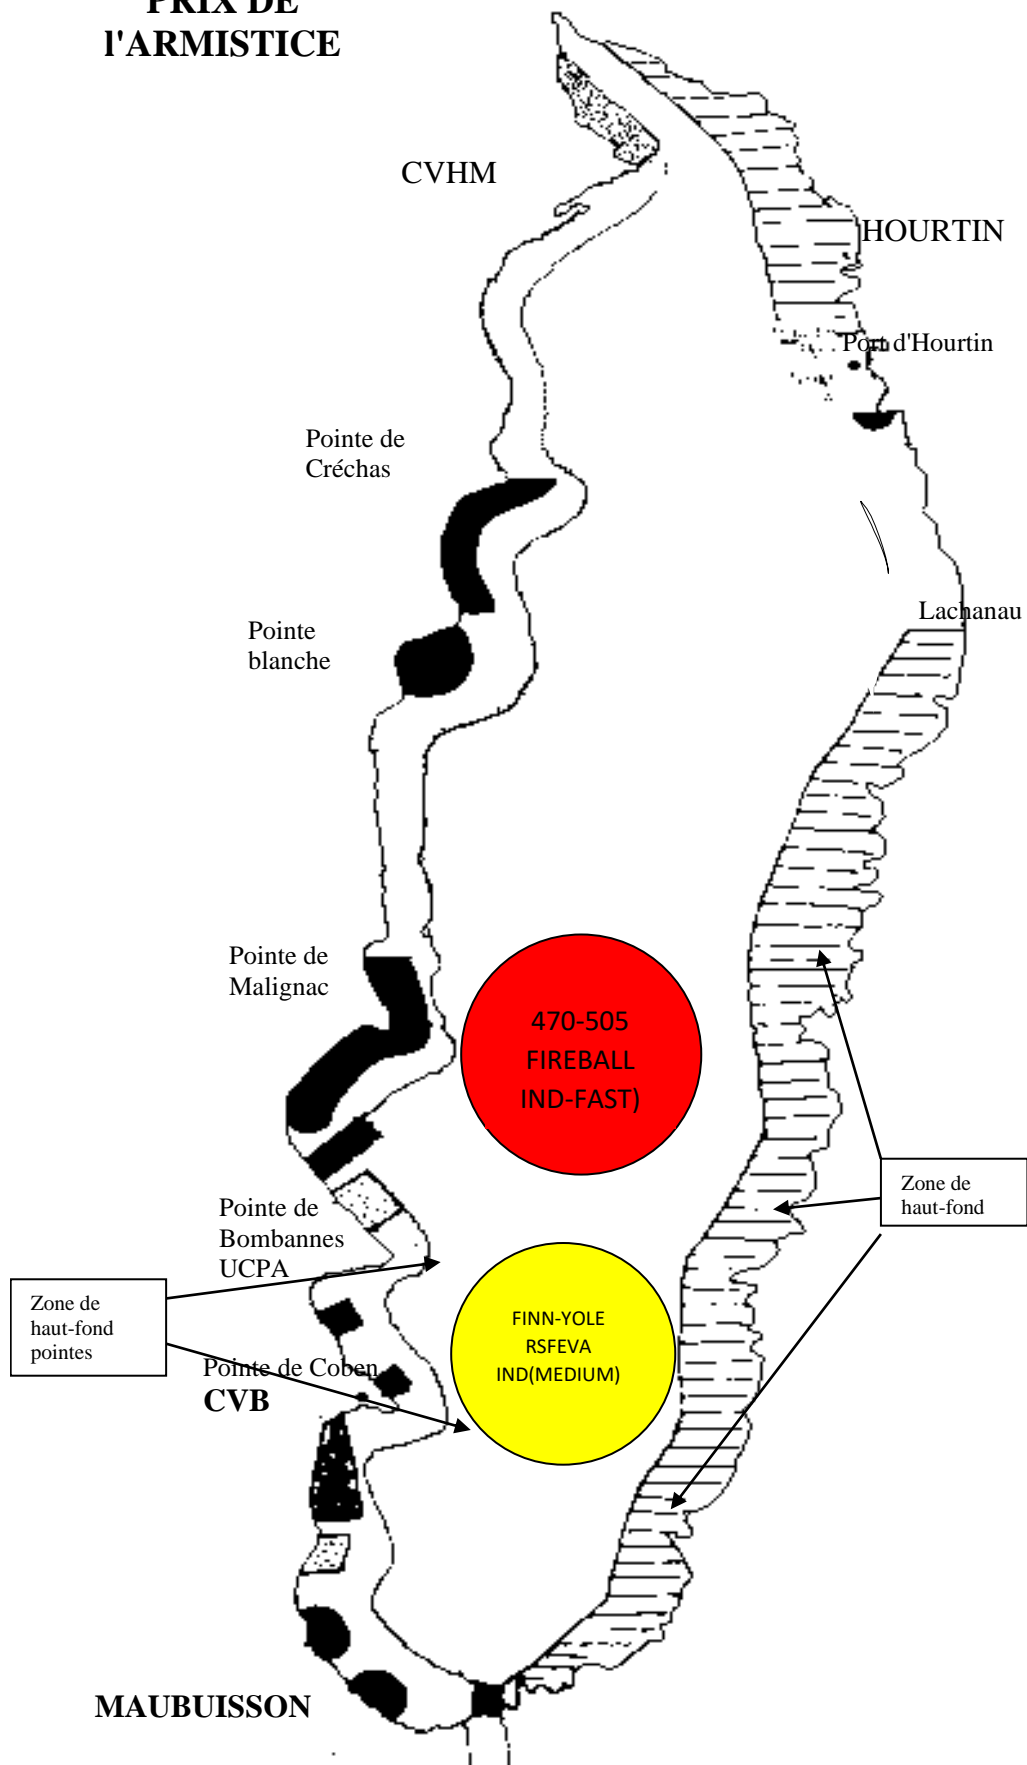 PRIX DE
l'ARMISTICE
CVHM
HOURTIN
Port d'Hourtin
Pointe de
Créchas
Lachanau
Pointe
blanche
Pointe de
Malignac
470-505
FIREBALL
IND-FAST)
Zone de
haut-fond
Pointe de
Bombannes
UCPA
Zone de
haut-fond
pointes
FINN-YOLE
RSFEVA
IND(MEDIUM)
Pointe de Coben
CVB
MAUBUISSON